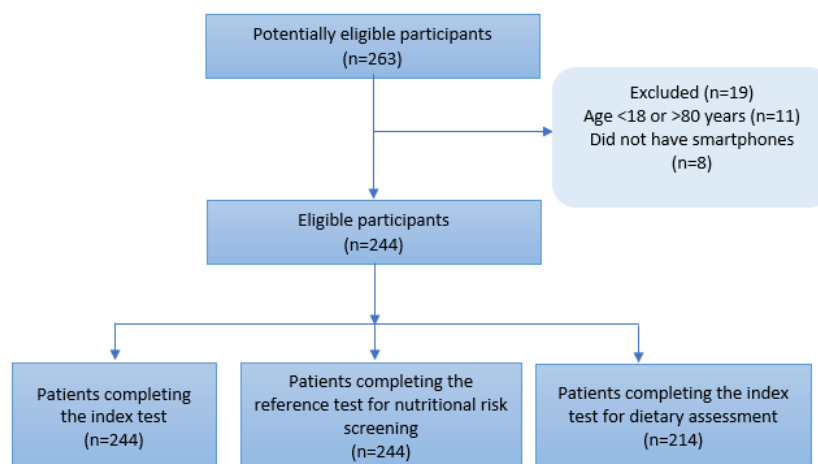 Potentially eligible participants
(n=263)
Excluded (n=19)
Age <18 or >80 years (n=11)
Did not have smartphones
(n=8)
Eligible participants
(n=244)
Patients completing
the index test
(n=244)
Patients completing the
reference test for nutritional risk
screening
(n=244)
Patients completing the index
test for dietary assessment
(n=214)